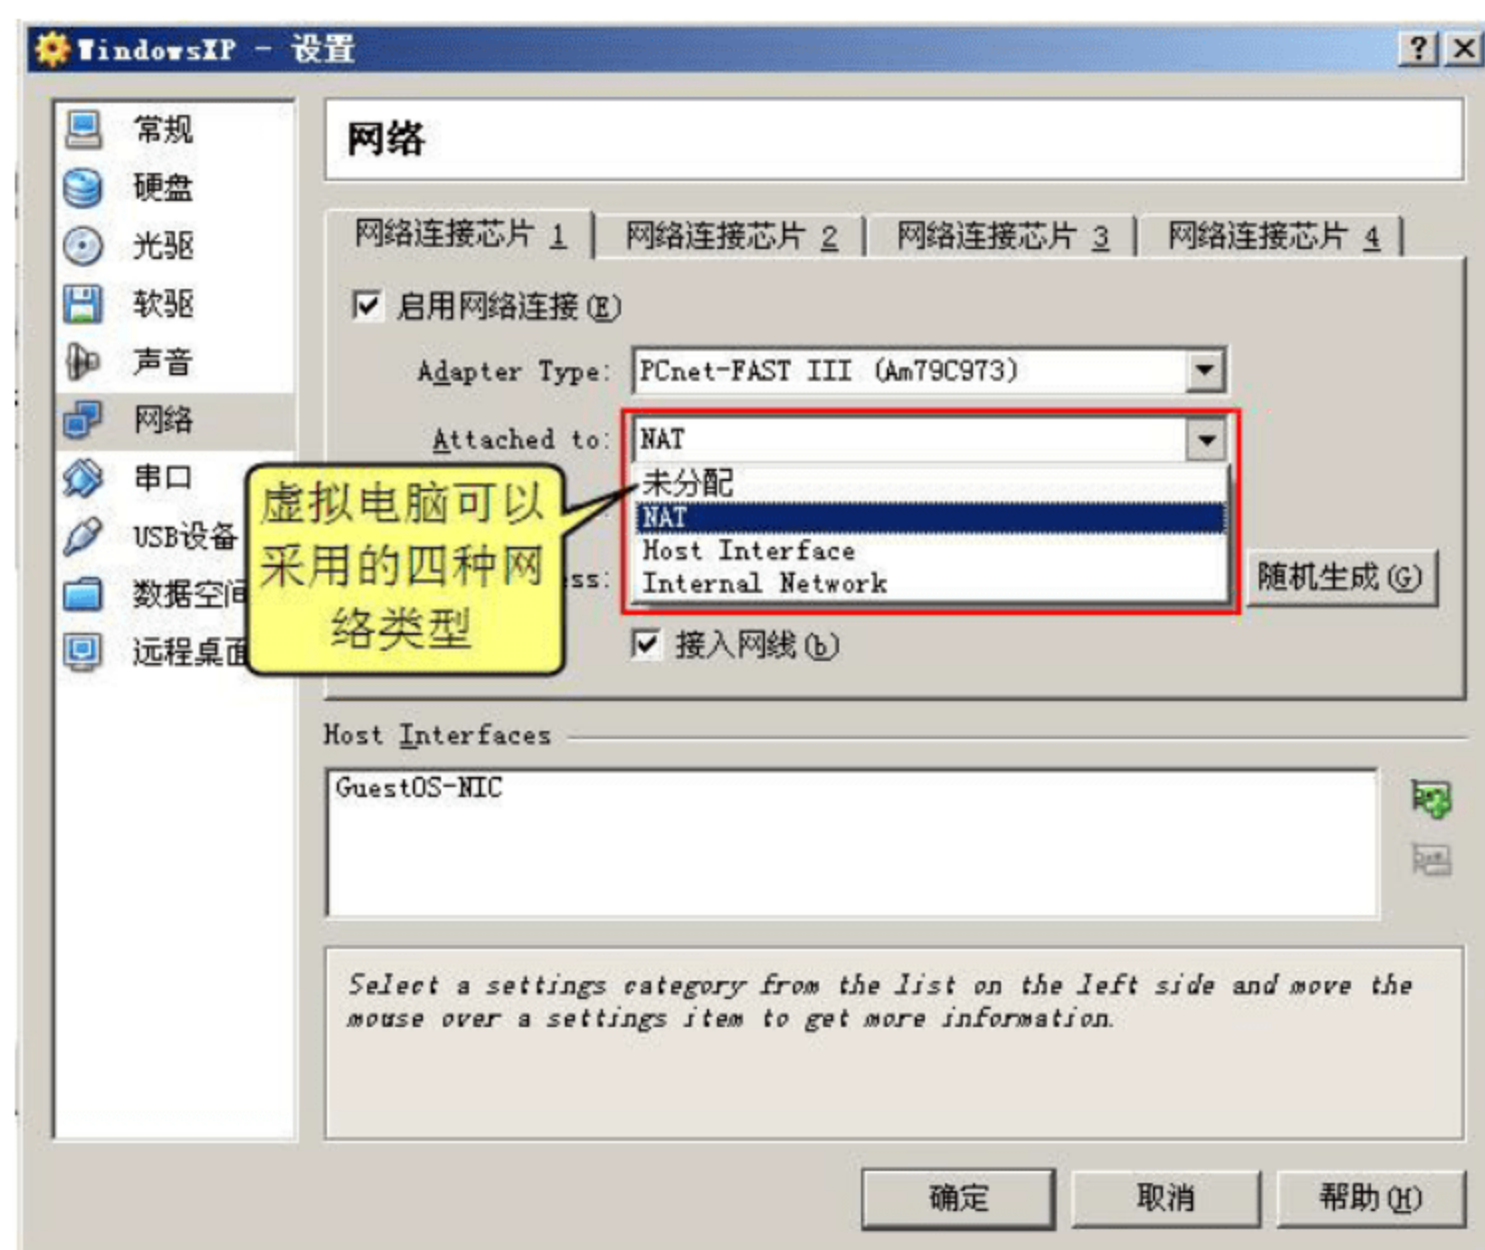 WindowsXP - 设置
常规
硬盘
光驱
软驱
声音
网络
串口
USB设备
数据空间
远程桌面
网络
网络连接芯片 1
网络连接芯片 2
网络连接芯片 3
网络连接芯片 4
启用网络连接(E)
Adapter Type: PCnet-FAST III (Am79C973)
Attached to: NAT
未分配
NAT
Host Interface
Internal Network
虚拟电脑可以
采用的四种网
络类型
ss:
随机生成(G)
接入网线(b)
Host Interfaces
GuestOS-NIC
Select a settings category from the list on the left side and move the
mouse over a settings item to get more information.
确定
取消
帮助(H)